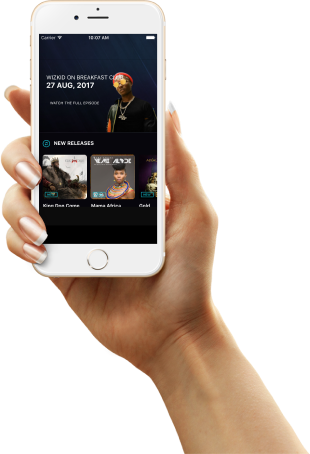 Carrier
10:07 AM
WIZKID ON BREAKFAST CLUB
27 AUG, 2017
WATCH THE FULL EPISODE
NEW RELEASES
King Don Come
Mama Africa
Gold